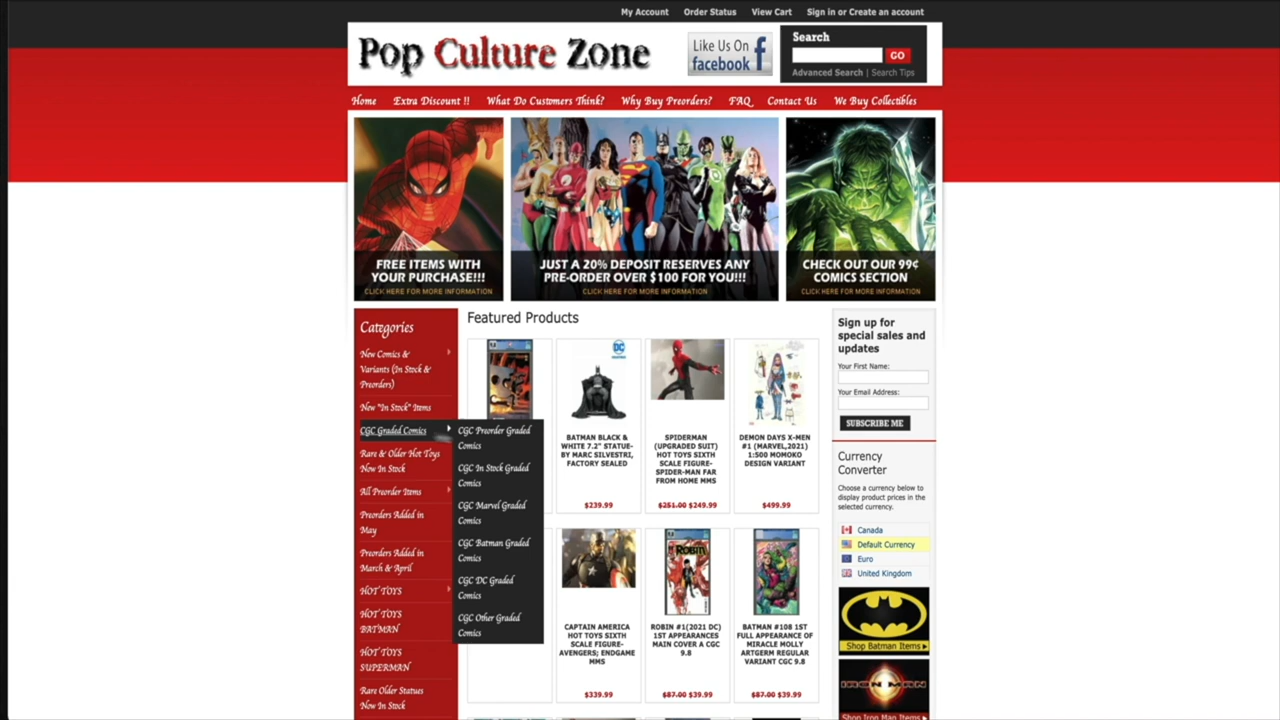 My Account
Order Status
View Cart
Sign in or Create an account
Pop Culture Zone
Like Us On
facebook
Search
GO
Advanced Search | Search Tips
Home
Extra Discount !!
What Do Customers Think?
Why Buy Preorders?
FAQ
Contact Us
We Buy Collectibles
FREE ITEMS WITH
YOUR PURCHASE!!!
CLICK HERE FOR MORE INFORMATION
JUST A 20% DEPOSIT RESERVES ANY
PRE-ORDER OVER $100 FOR YOU!!!
CLICK HERE FOR MORE INFORMATION
CHECK OUT OUR 99¢
COMICS SECTION
CLICK HERE FOR MORE INFORMATION
Categories
New Comics &
Variants (In Stock &
Preorders)
New "In Stock" Items
CGC Graded Comics
Rare & Older Hot Toys
Now In Stock
All Preorder Items
Preorders Added in
May
Preorders Added in
March & April
HOT TOYS
HOT TOYS
BATMAN
HOT TOYS
SUPERMAN
Rare Older Statues
Now In Stock
CGC Preorder Graded
Comics
CGC In Stock Graded
Comics
CGC Marvel Graded
Comics
CGC Batman Graded
Comics
CGC DC Graded
Comics
CGC Other Graded
Comics
Featured Products
BATMAN BLACK &
WHITE 7.2" STATUE-
BY MARC SILVESTRI,
FACTORY SEALED
$239.99
SPIDERMAN
(UPGRADED SUIT)
HOT TOYS SIXTH
SCALE FIGURE-
SPIDER-MAN FAR
FROM HOME MMS
$251.00 $249.99
DEMON DAYS X-MEN
#1 (MARVEL,2021)
1:500 MOMOKO
DESIGN VARIANT
$499.99
CAPTAIN AMERICA
HOT TOYS SIXTH
SCALE FIGURE-
AVENGERS; ENDGAME
MMS
$339.99
ROBIN
ROBIN #1(2021 DC)
1ST APPEARANCES
MAIN COVER A CGC
9.8
$87.00 $39.99
BATMAN #108 1ST
FULL APPEARANCE OF
MIRACLE MOLLY
ARTGERM REGULAR
VARIANT CGC 9.8
$87.00 $39.99
Sign up for
special sales and
updates
Your First Name:
Your Email Address:
SUBSCRIBE ME
Currency
Converter
Choose a currency below to
display product prices in the
selected currency.
Canada
Default Currency
Euro
United Kingdom
Shop Batman Items
IRON MAN
Shop Iron Man Items